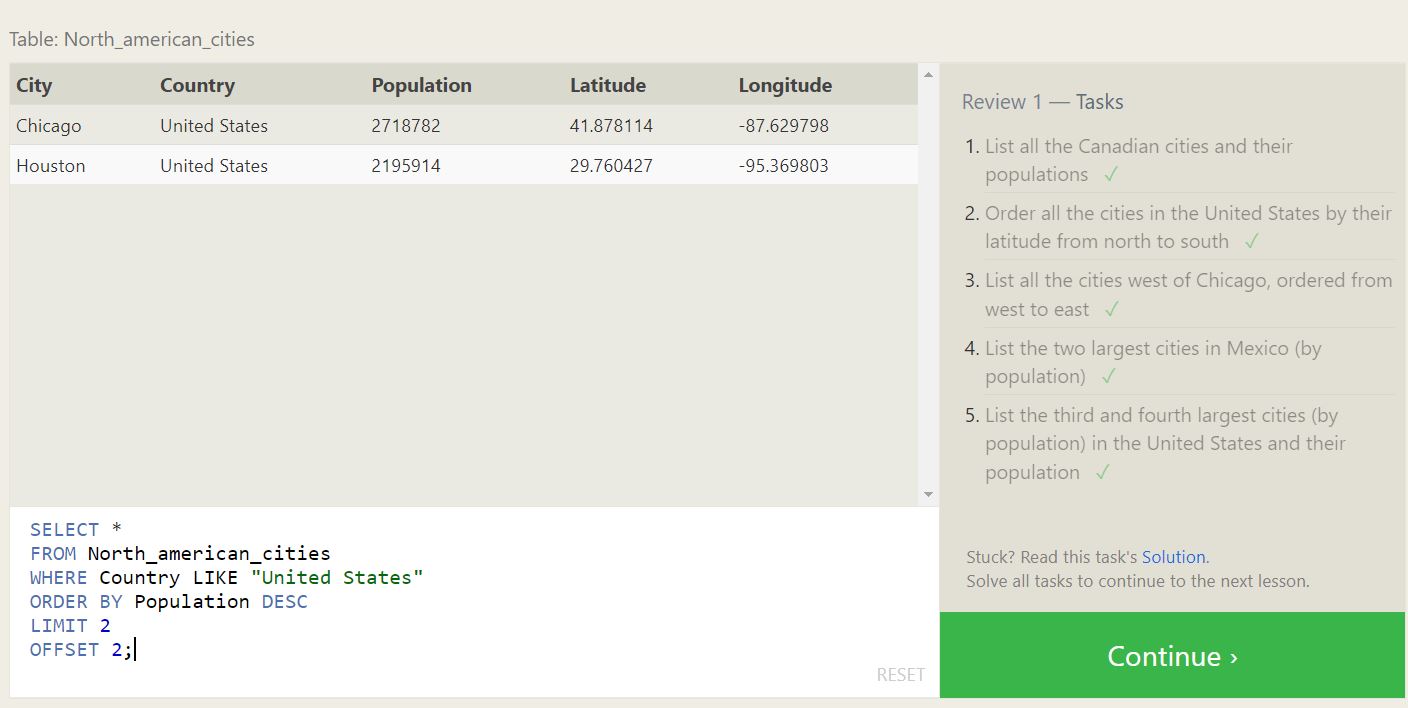 Table: North_american_cities
City Country Population Latitude Longitude
Chicago United States 2718782 41.878114 -87.629798
Houston United States 2195914 29.760427 -95.369803
SELECT *
FROM North_american_cities
WHERE Country LIKE "United States"
ORDER BY Population DESC
LIMIT 2
OFFSET 2;
RESET
Review 1 — Tasks
1. List all the Canadian cities and their
populations ✓
2. Order all the cities in the United States by their
latitude from north to south ✓
3. List all the cities west of Chicago, ordered from
west to east ✓
4. List the two largest cities in Mexico (by
population) ✓
5. List the third and fourth largest cities (by
population) in the United States and their
population ✓
Stuck? Read this task's Solution.
Solve all tasks to continue to the next lesson.
Continue ›